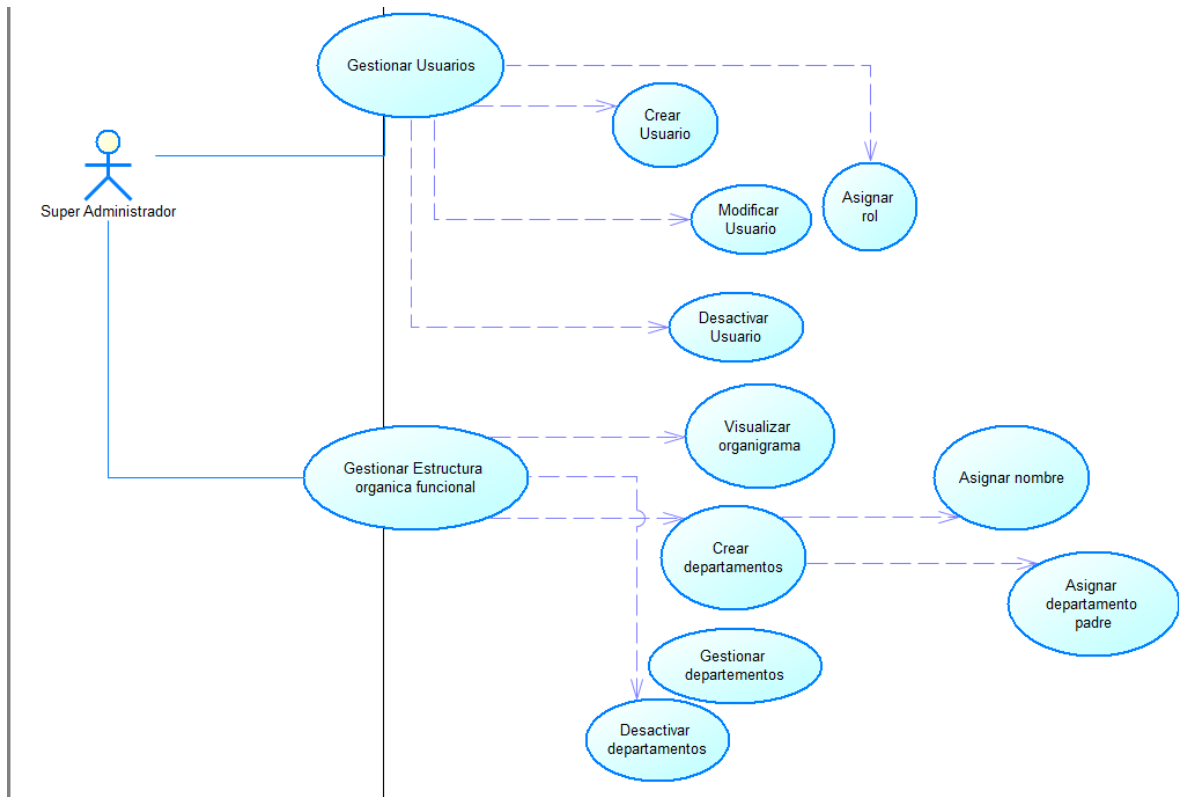 Gestionar Usuarios
Crear
Usuario
Super Administrador
Modificar
Usuario
Asignar
rol
Desactivar
Usuario
Visualizar
organigrama
Gestionar Estructura
organica funcional
Asignar nombre
Crear
departamentos
Asignar
departamento
padre
Gestionar
departementos
Desactivar
departamentos